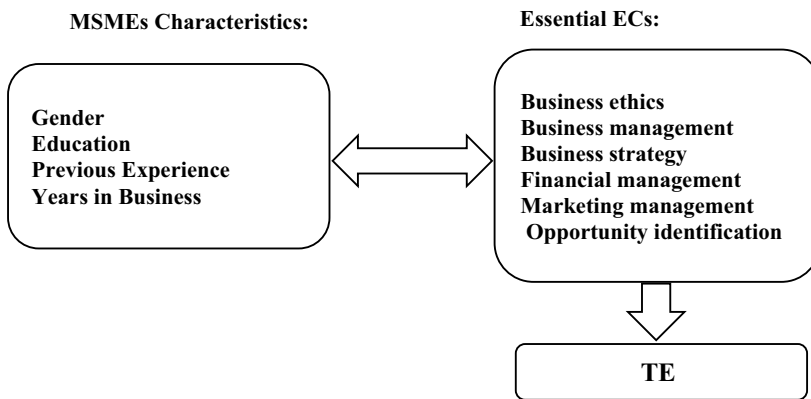 MSMEs Characteristics:
Gender
Education
Previous Experience
Years in Business
Essential ECs:
Business ethics
Business management
Business strategy
Financial management
Marketing management
Opportunity identification
TE